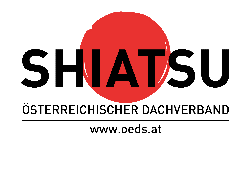 SHIATSU
ÖSTERREICHISCHER DACHVERBAND
www.oeds.at